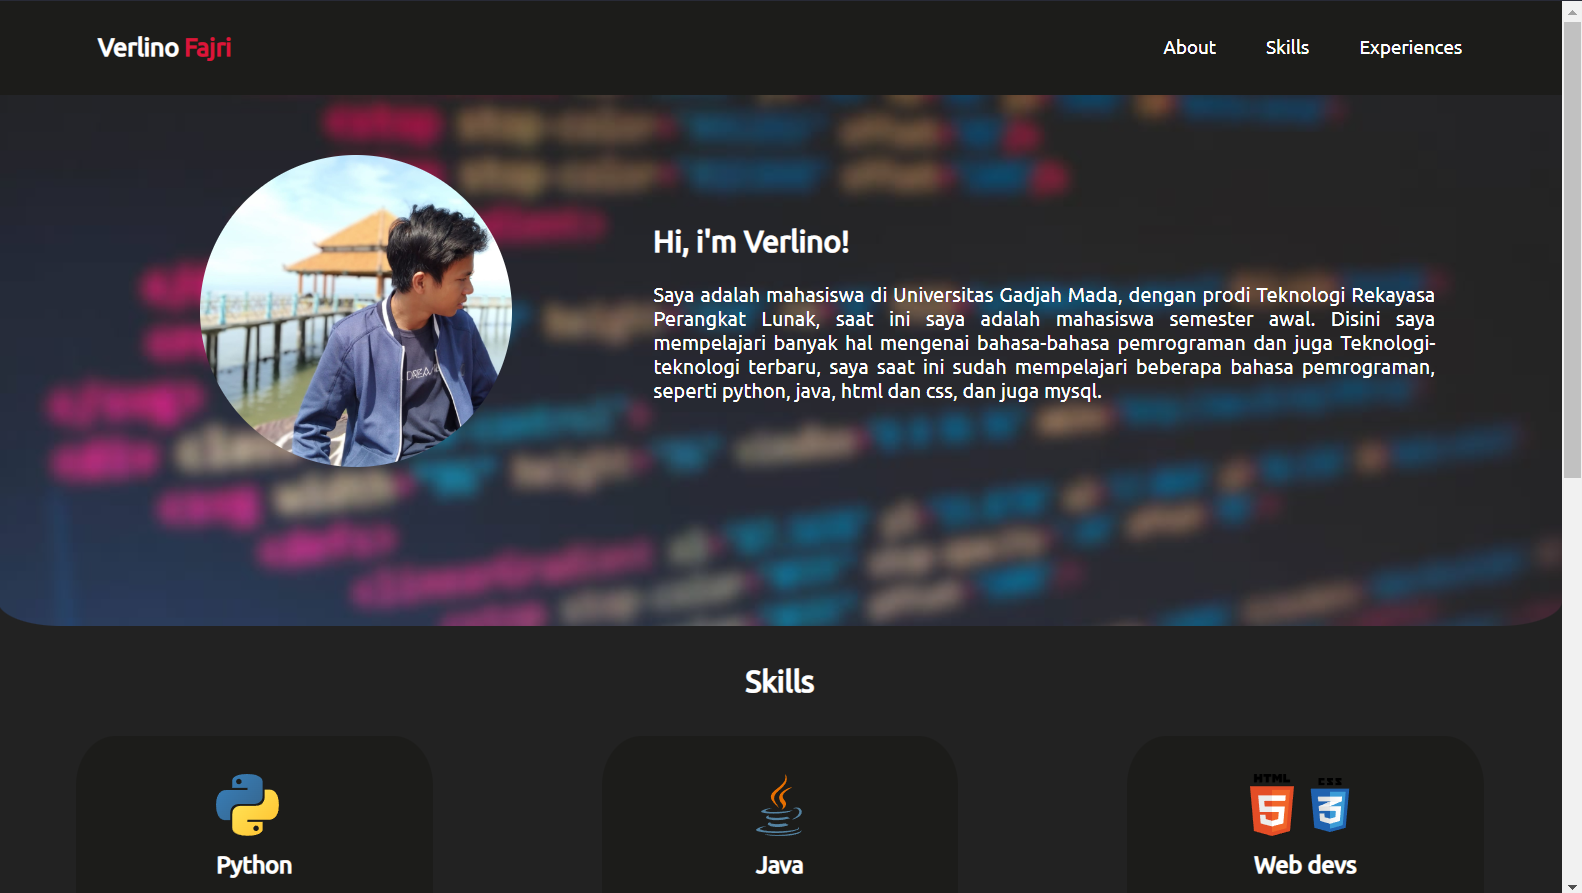 Verlino Fajri
About Skills Experiences
Hi, i'm Verlino!
Saya adalah mahasiswa di Universitas Gadjah Mada, dengan prodi Teknologi Rekayasa
Perangkat Lunak, saat ini saya adalah mahasiswa semester awal. Disini saya
mempelajari banyak hal mengenai bahasa-bahasa pemrograman dan juga Teknologi-
teknologi terbaru, saya saat ini sudah mempelajari beberapa bahasa pemrograman,
seperti python, java, html dan css, dan juga mysql.
Skills
HTML
5
CSS
3
Python
Java
Web devs